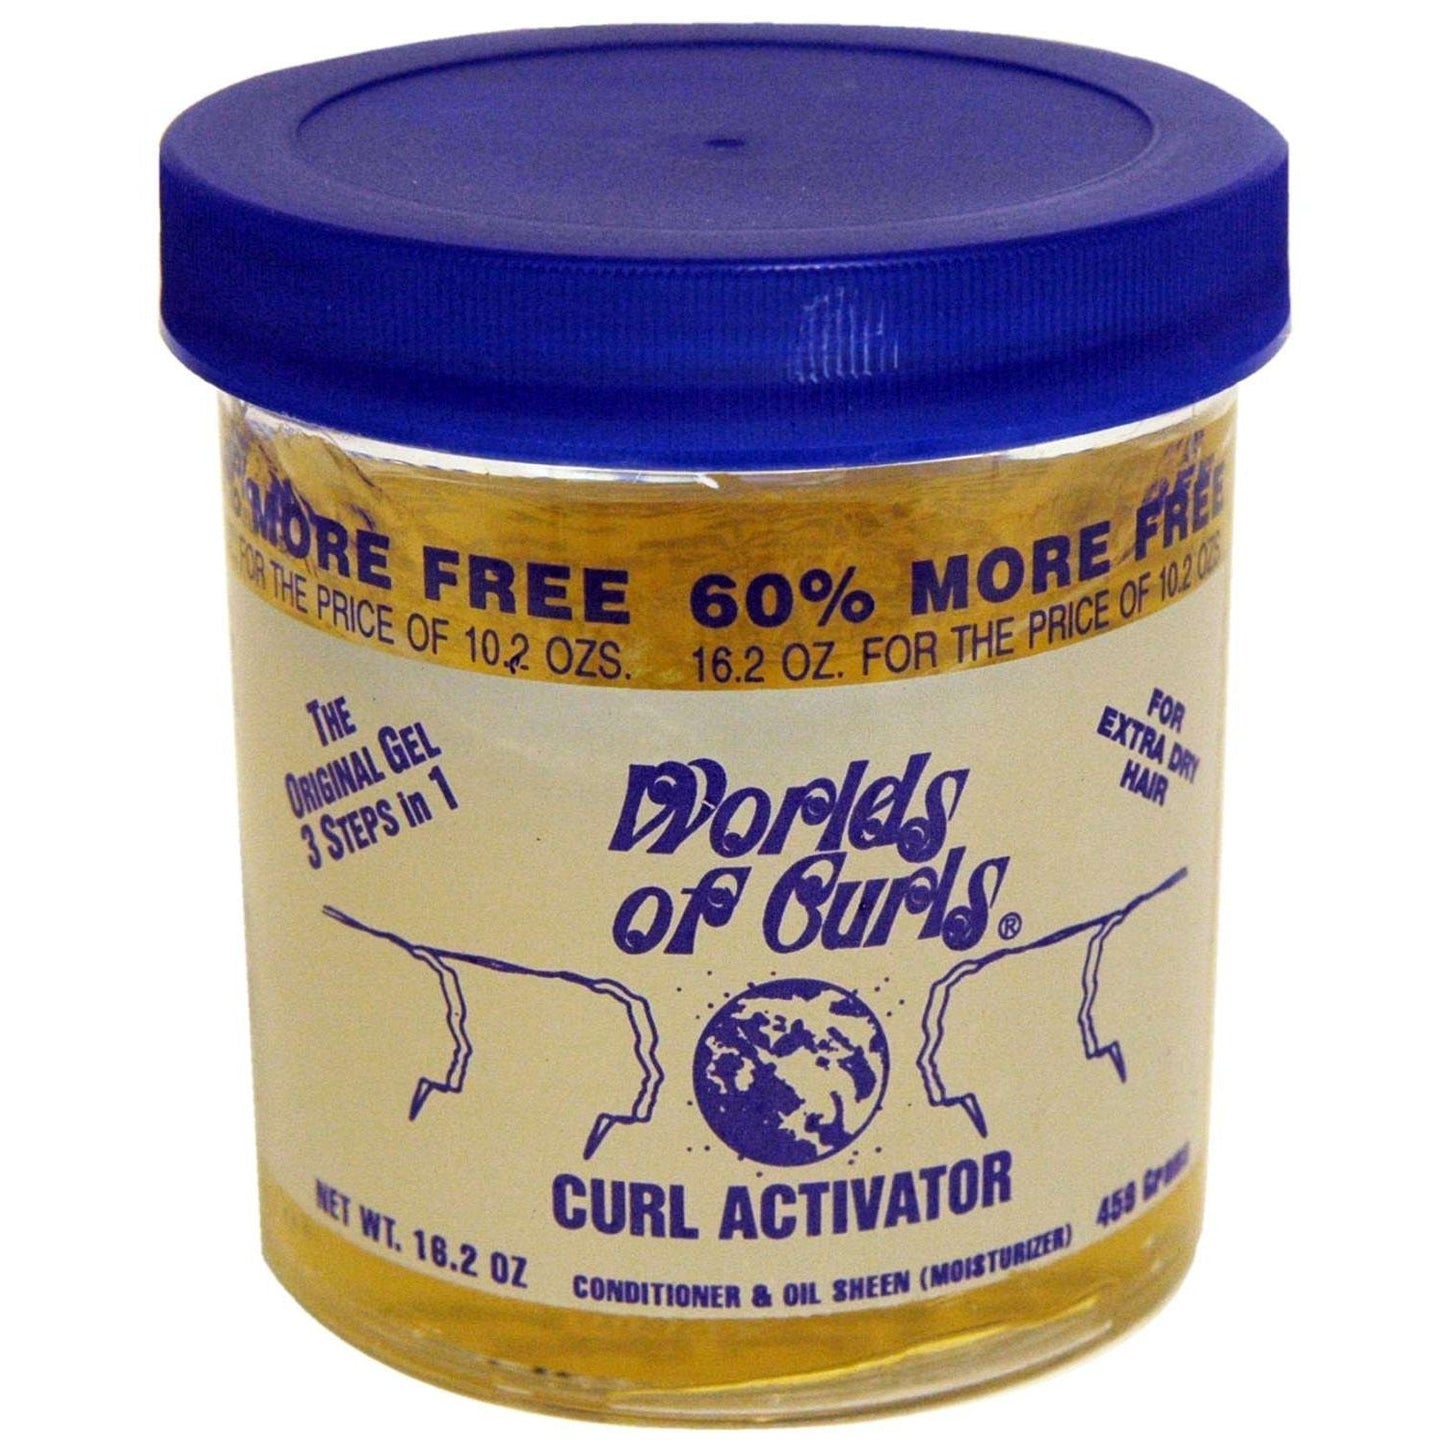 MORE FREE
FOR THE PRICE OF 10.2 OZS.
60% MORE FREE
16.2 OZ. FOR THE PRICE OF 10.2 OZS.
THE
ORIGINAL GEL
3 STEPS in 1
FOR
EXTRA DRY
HAIR
Worlds
of Curls®
CURL ACTIVATOR
NET WT. 16.2 OZ
CONDITIONER & OIL SHEEN (MOISTURIZER)
459 Grams